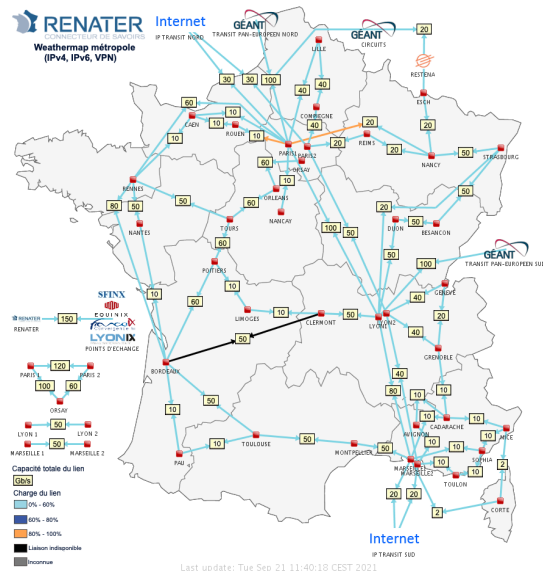 RENATER
CONNECTEUR DE SAVOIRS
Weathermap métropole
(IPv4, IPv6, VPN)
Internet
IP TRANSIT NORD
GÉANT
TRANSIT PAN-EUROPEEN NORD
GÉANT
CIRCUITS
20
RESTENA
LILLE
ESCH
30
30
100
40
40
60
COMPIEGNE
CAEN
10
10
ROUEN
10
10
40
20
PARIS1
PARIS2
20
REIMS
20
20
NANCY
50
STRASBOURG
ORSAY
60
10
RENNES
80
50
ORLEANS
60
NANCAY
50
NANTES
TOURS
60
100
50
20
DIJON
50
BESANCON
50
50
POITIERS
100
GÉANT
TRANSIT PAN-EUROPEEN SUD
10
60
LIMOGES
10
CLERMONT
50
LYON1
LYON2
40
GENEVE
SFINX
EQUINIX
RENATER
150
RENATER
LYONIX
POINTS D'ECHANGE
50
40
GRENOBLE
BORDEAUX
PARIS 1
120
PARIS 2
100
60
ORSAY
40
80
10
10
10
50
LYON 1
50
LYON 2
MARSEILLE 1
50
MARSEILLE 2
10
CADARACHE
10
AVIGNON
NICE
10
TOULOUSE
50
50
MONTPELLIER
10
10
SOPHIA
PAU
MARSEILLE1
MARSEILLE2
10
10
TOULON
2
20
20
2
CORTE
Internet
IP TRANSIT SUD
Capacité totale du lien
Gb/s
Charge du lien
0% - 60%
60% - 80%
80% - 100%
Liaison indisponible
Inconnue
Last update: Tue Sep 21 11:40:18 CEST 2021